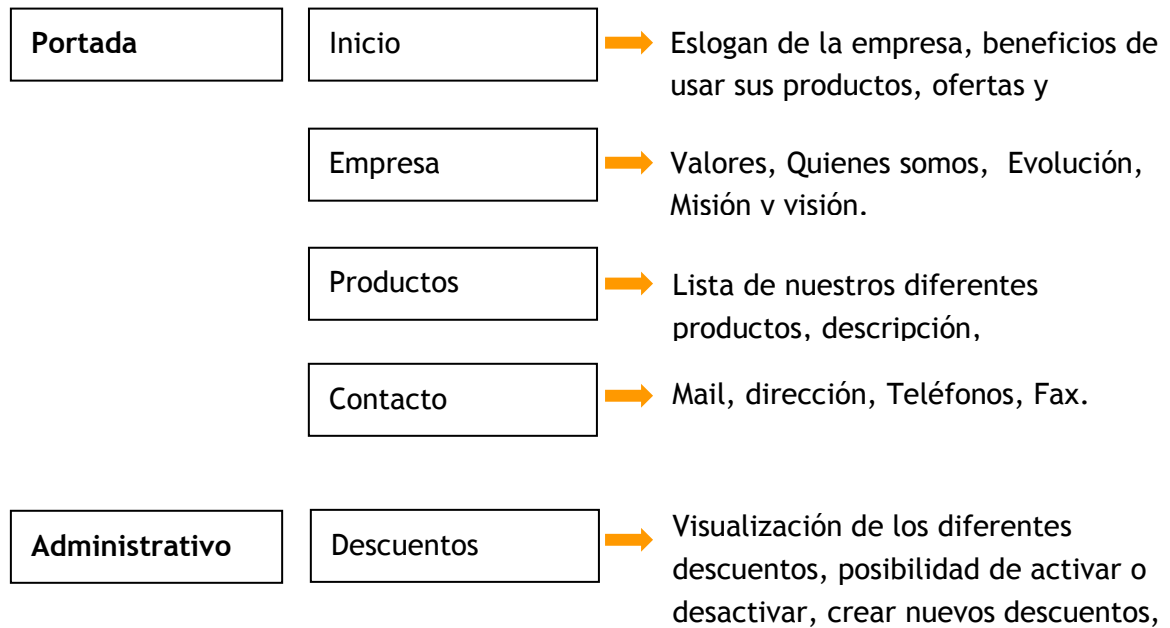 Portada
Inicio
Eslogan de la empresa, beneficios de
usar sus productos, ofertas y
Empresa
Valores, Quienes somos, Evolución,
Misión y visión.
Productos
Lista de nuestros diferentes
productos, descripción,
Contacto
Mail, dirección, Teléfonos, Fax.
Administrativo
Descuentos
Visualización de los diferentes
descuentos, posibilidad de activar o
desactivar, crear nuevos descuentos,